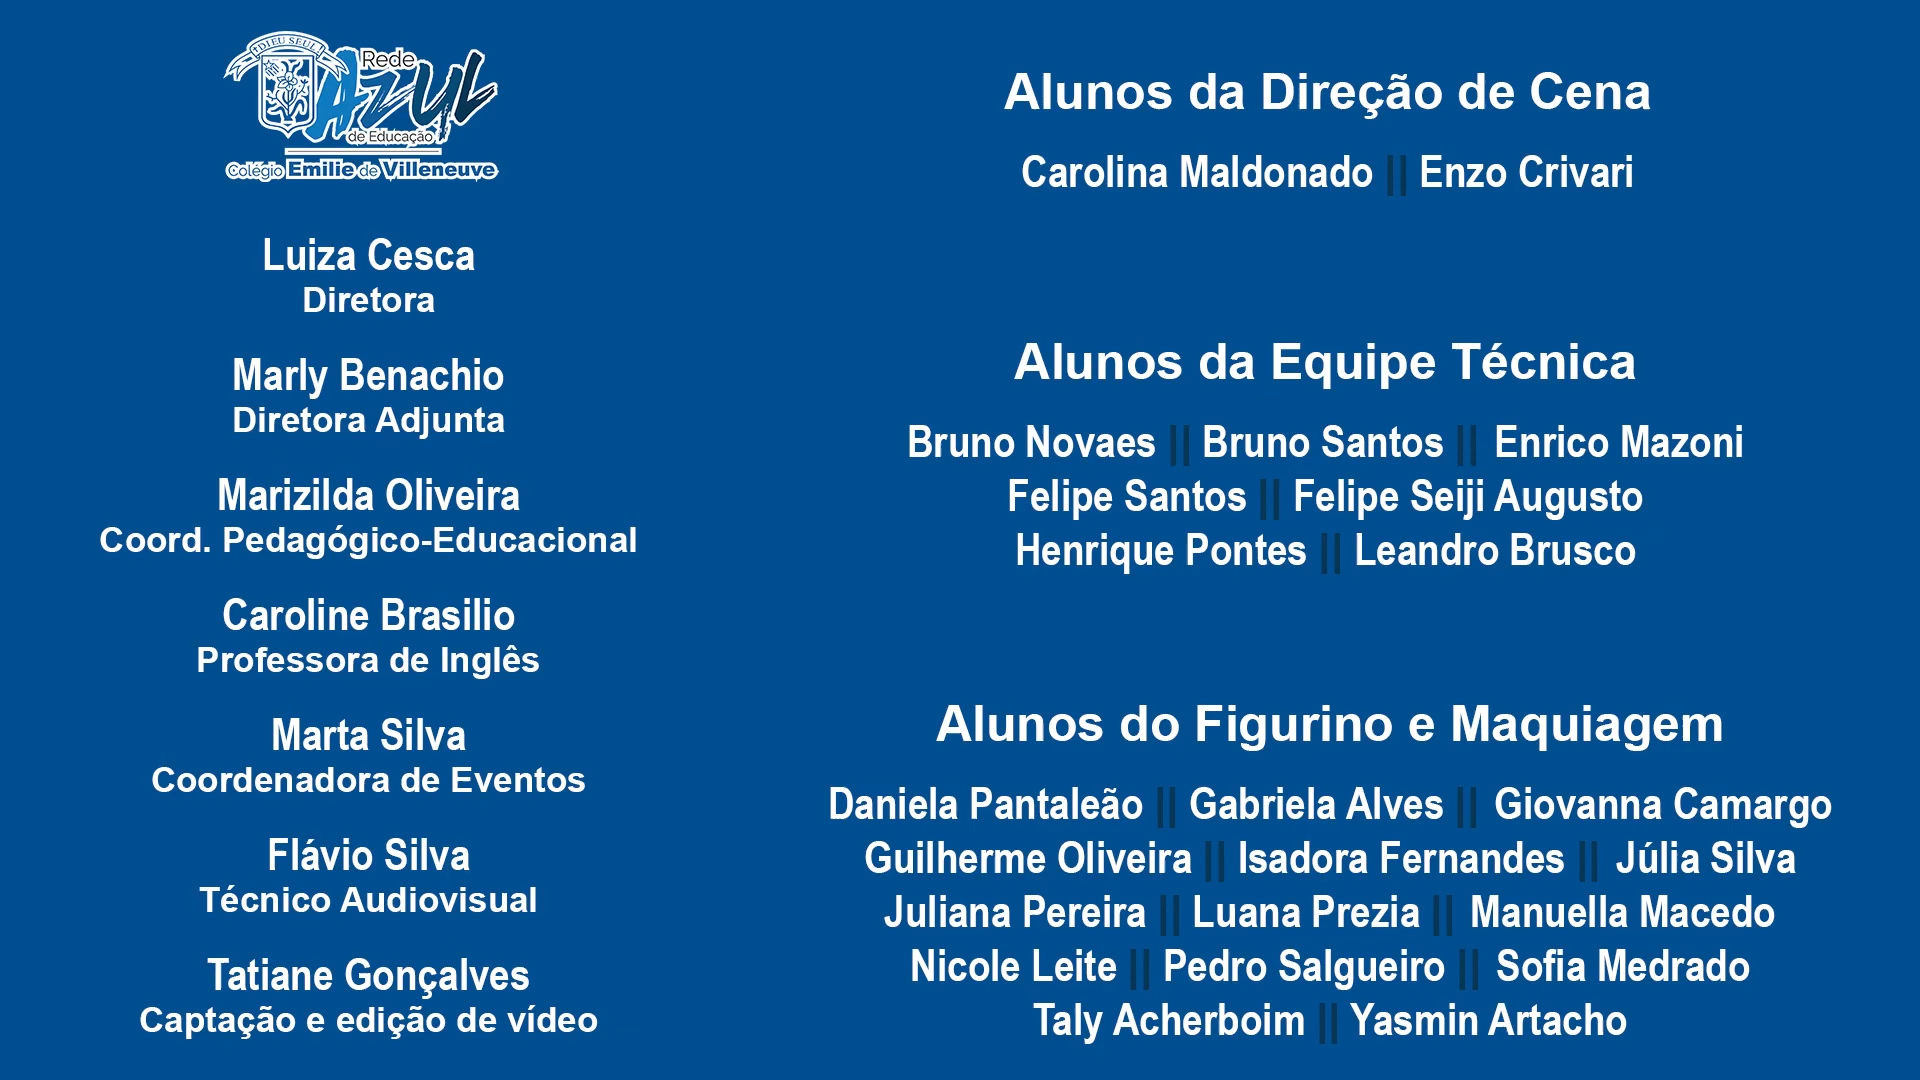 DIEU SEUL
Rede
AZUL
de Educação
Colégio Emilie de Villeneuve
Luiza Cesca
Diretora
Marly Benachio
Diretora Adjunta
Marizilda Oliveira
Coord. Pedagógico-Educacional
Caroline Brasilio
Professora de Inglês
Marta Silva
Coordenadora de Eventos
Flávio Silva
Técnico Audiovisual
Tatiane Gonçalves
Captação e edição de vídeo
Alunos da Direção de Cena
Carolina Maldonado || Enzo Crivari
Alunos da Equipe Técnica
Bruno Novaes || Bruno Santos || Enrico Mazoni
Felipe Santos || Felipe Seiji Augusto
Henrique Pontes || Leandro Brusco
Alunos do Figurino e Maquiagem
Daniela Pantaleão || Gabriela Alves || Giovanna Camargo
Guilherme Oliveira || Isadora Fernandes || Júlia Silva
Juliana Pereira || Luana Prezia || Manuella Macedo
Nicole Leite || Pedro Salgueiro || Sofia Medrado
Taly Acherboim || Yasmin Artacho